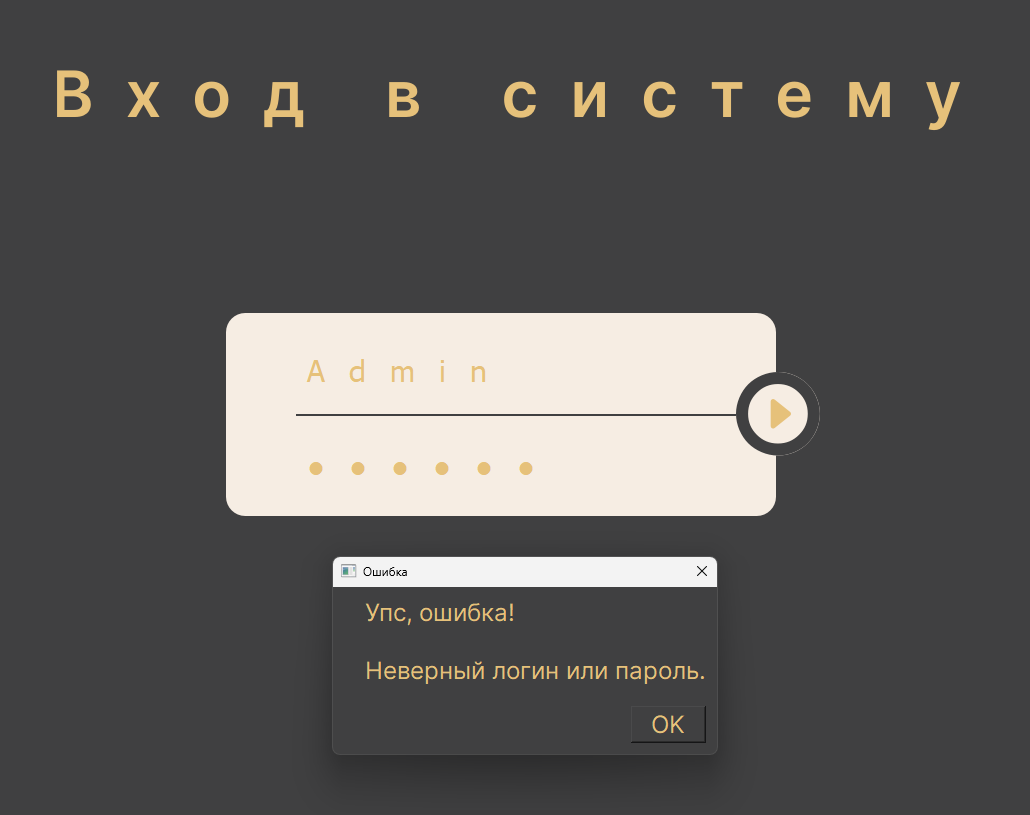 Вход в систему
Admin
••••••
Ошибка
Упс, ошибка!
Неверный логин или пароль.
OK